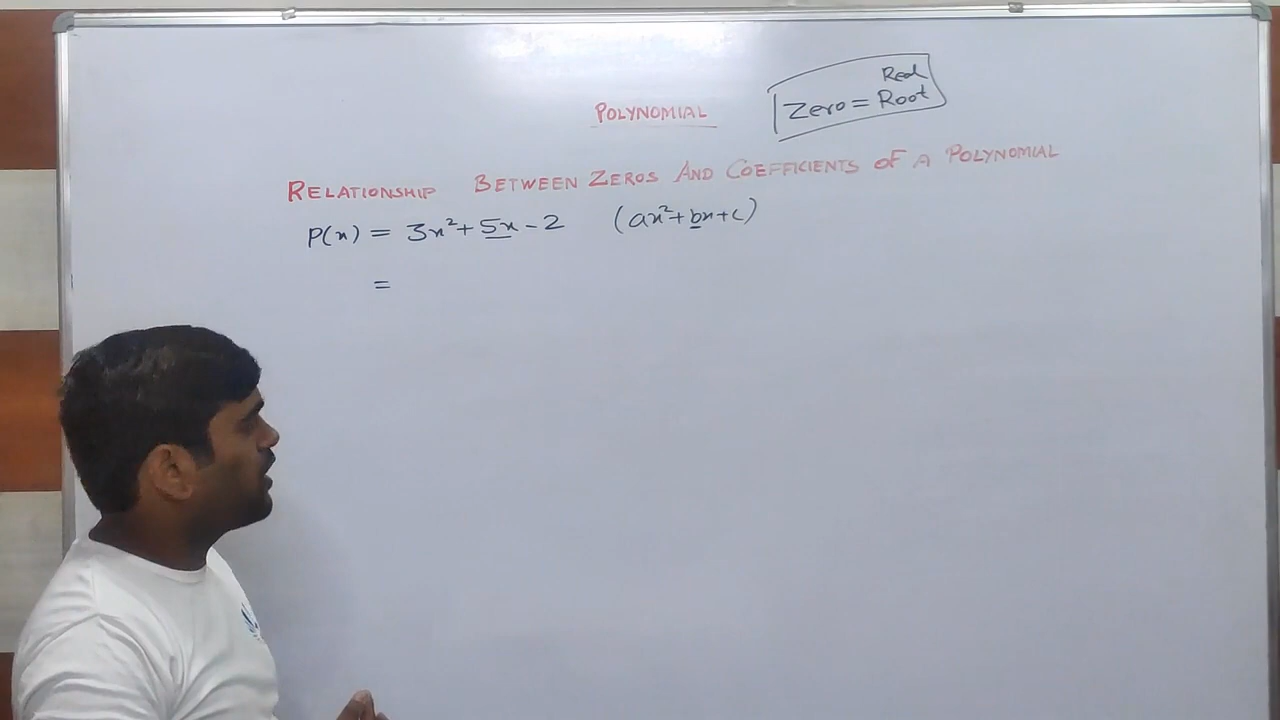 Real
Zero = Root
POLYNOMIAL
RELATIONSHIP BETWEEN ZEROS AND COEFFICIENTS OF A POLYNOMIAL
P(x) = 3x² + 5x - 2 (ax² + bx + c)
=